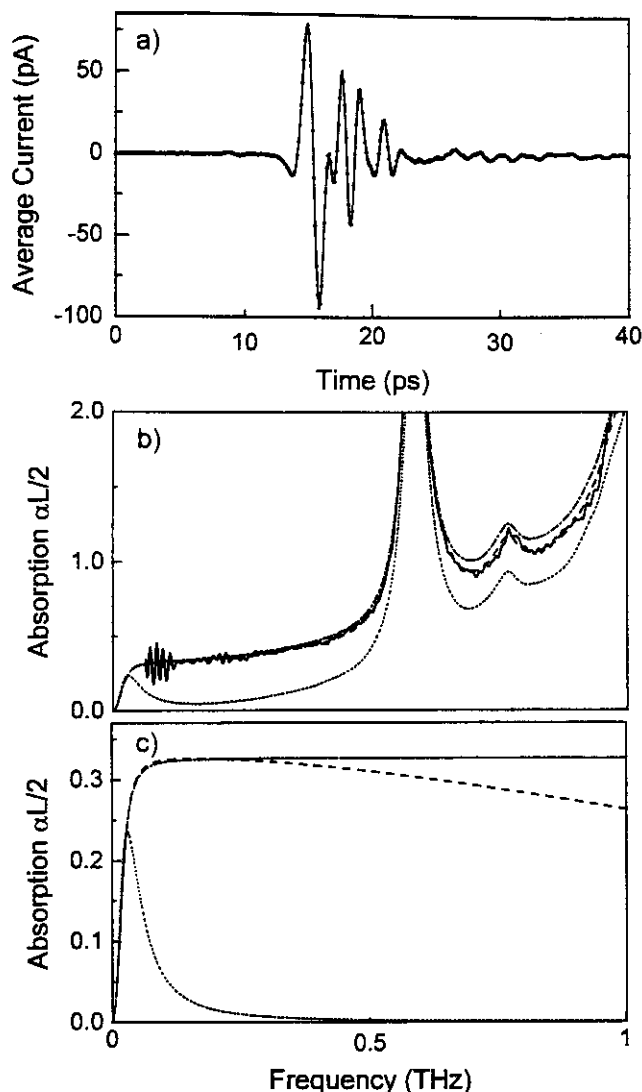 a)
Average Current (pA)
50
0
-50
-100
0 10 20 30 40
Time (ps)
b)
Absorption αL/2
2.0
1.0
0.0
c)
Absorption αL/2
0.3
0.2
0.1
0.0
0 0.5 1
Frequency (THz)